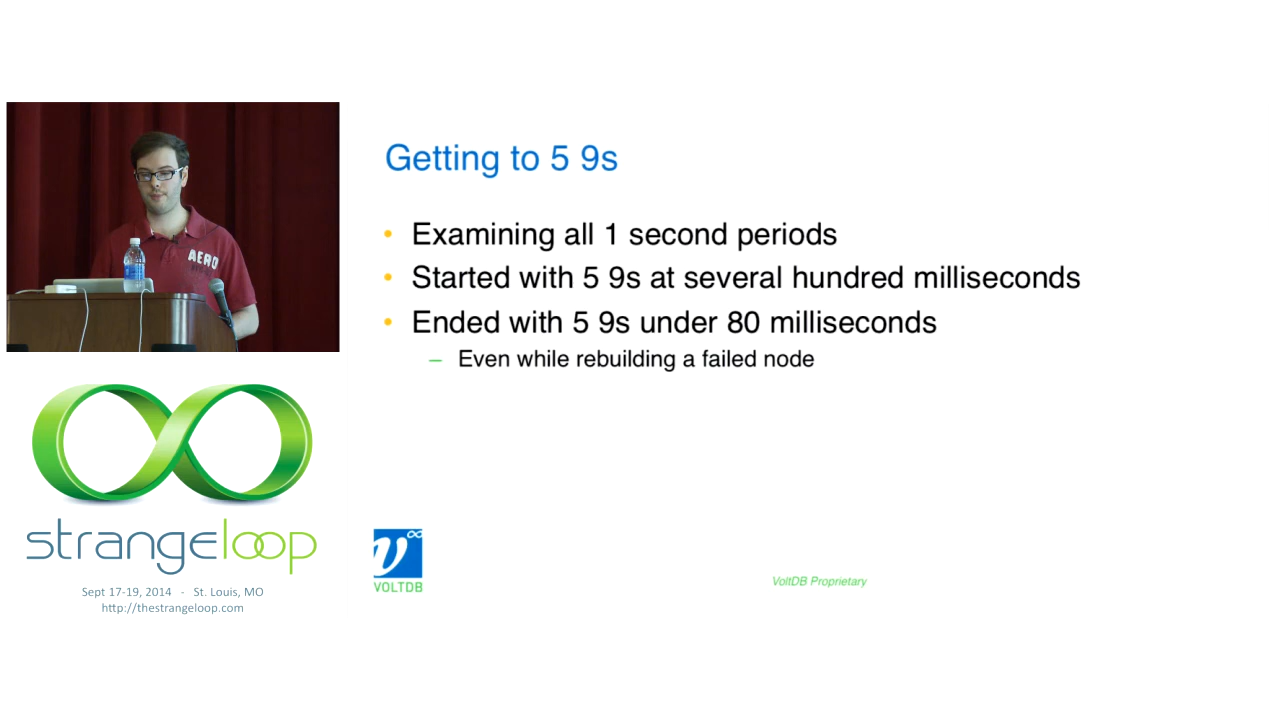 Getting to 5 9s
• Examining all 1 second periods
• Started with 5 9s at several hundred milliseconds
• Ended with 5 9s under 80 milliseconds
– Even while rebuilding a failed node
AERO
strangeloop
Sept 17-19, 2014 - St. Louis, MO
http://thestrangeloop.com
V∞
VOLTDB
VoltDB Proprietary